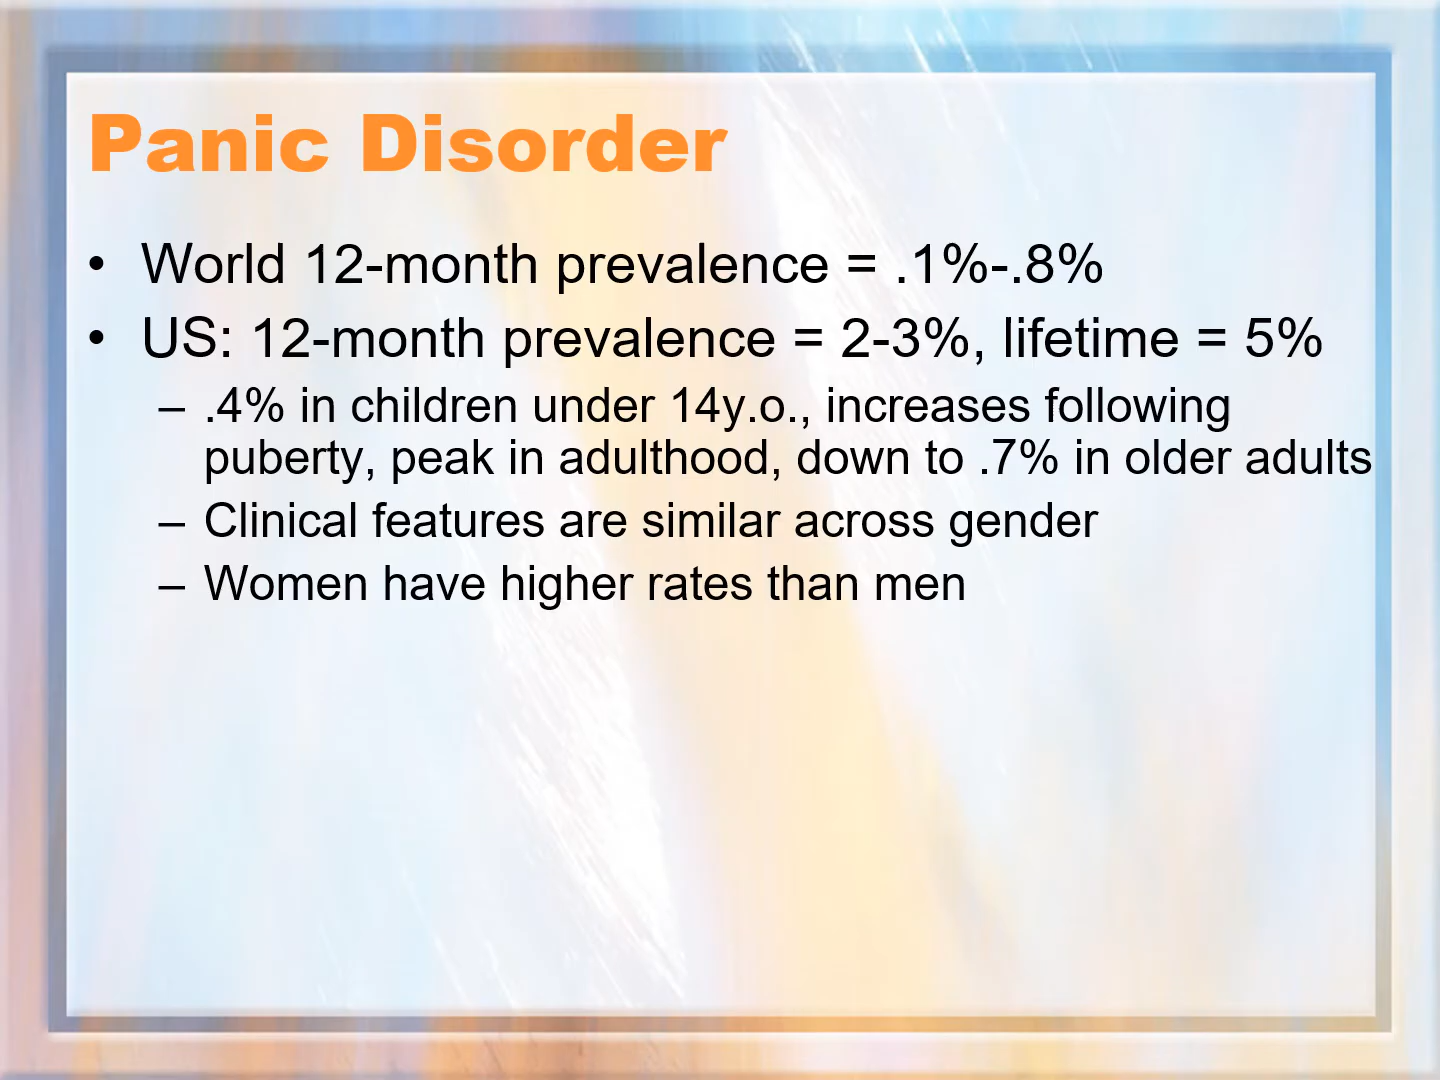 Panic Disorder
• World 12-month prevalence = .1%-.8%
• US: 12-month prevalence = 2-3%, lifetime = 5%
– .4% in children under 14y.o., increases following
puberty, peak in adulthood, down to .7% in older adults
– Clinical features are similar across gender
– Women have higher rates than men